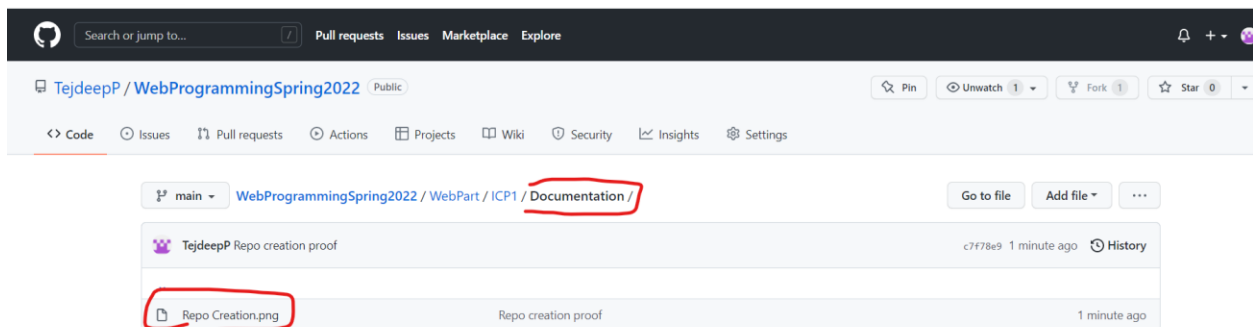 Search or jump to... / Pull requests Issues Marketplace Explore
TejdeepP / WebProgrammingSpring2022 Public Pin Unwatch 1 Fork 1 Star 0
Code Issues Pull requests Actions Projects Wiki Security Insights Settings
main WebProgrammingSpring2022 / WebPart / ICP1 / Documentation / Go to file Add file ...
TejdeepP Repo creation proof c7f78e9 1 minute ago History
Repo Creation.png Repo creation proof 1 minute ago